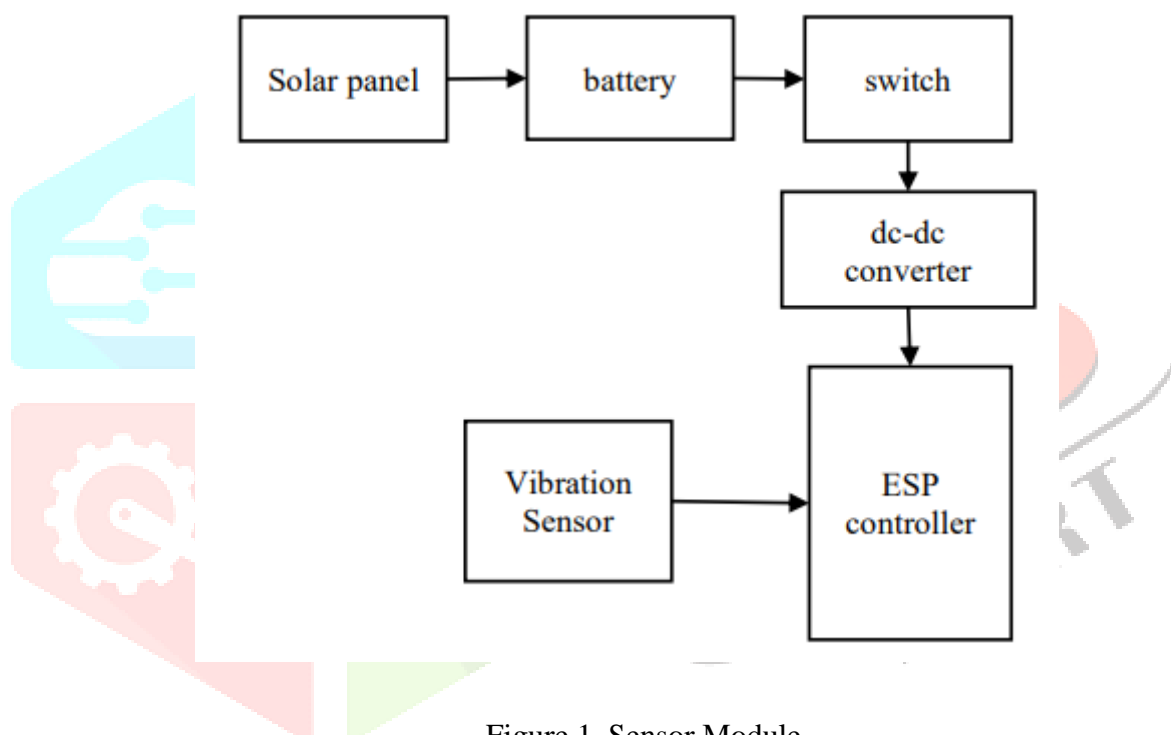 Solar panel
battery
switch
dc-dc
converter
Vibration
Sensor
ESP
controller
Figure 1. Sensor Module